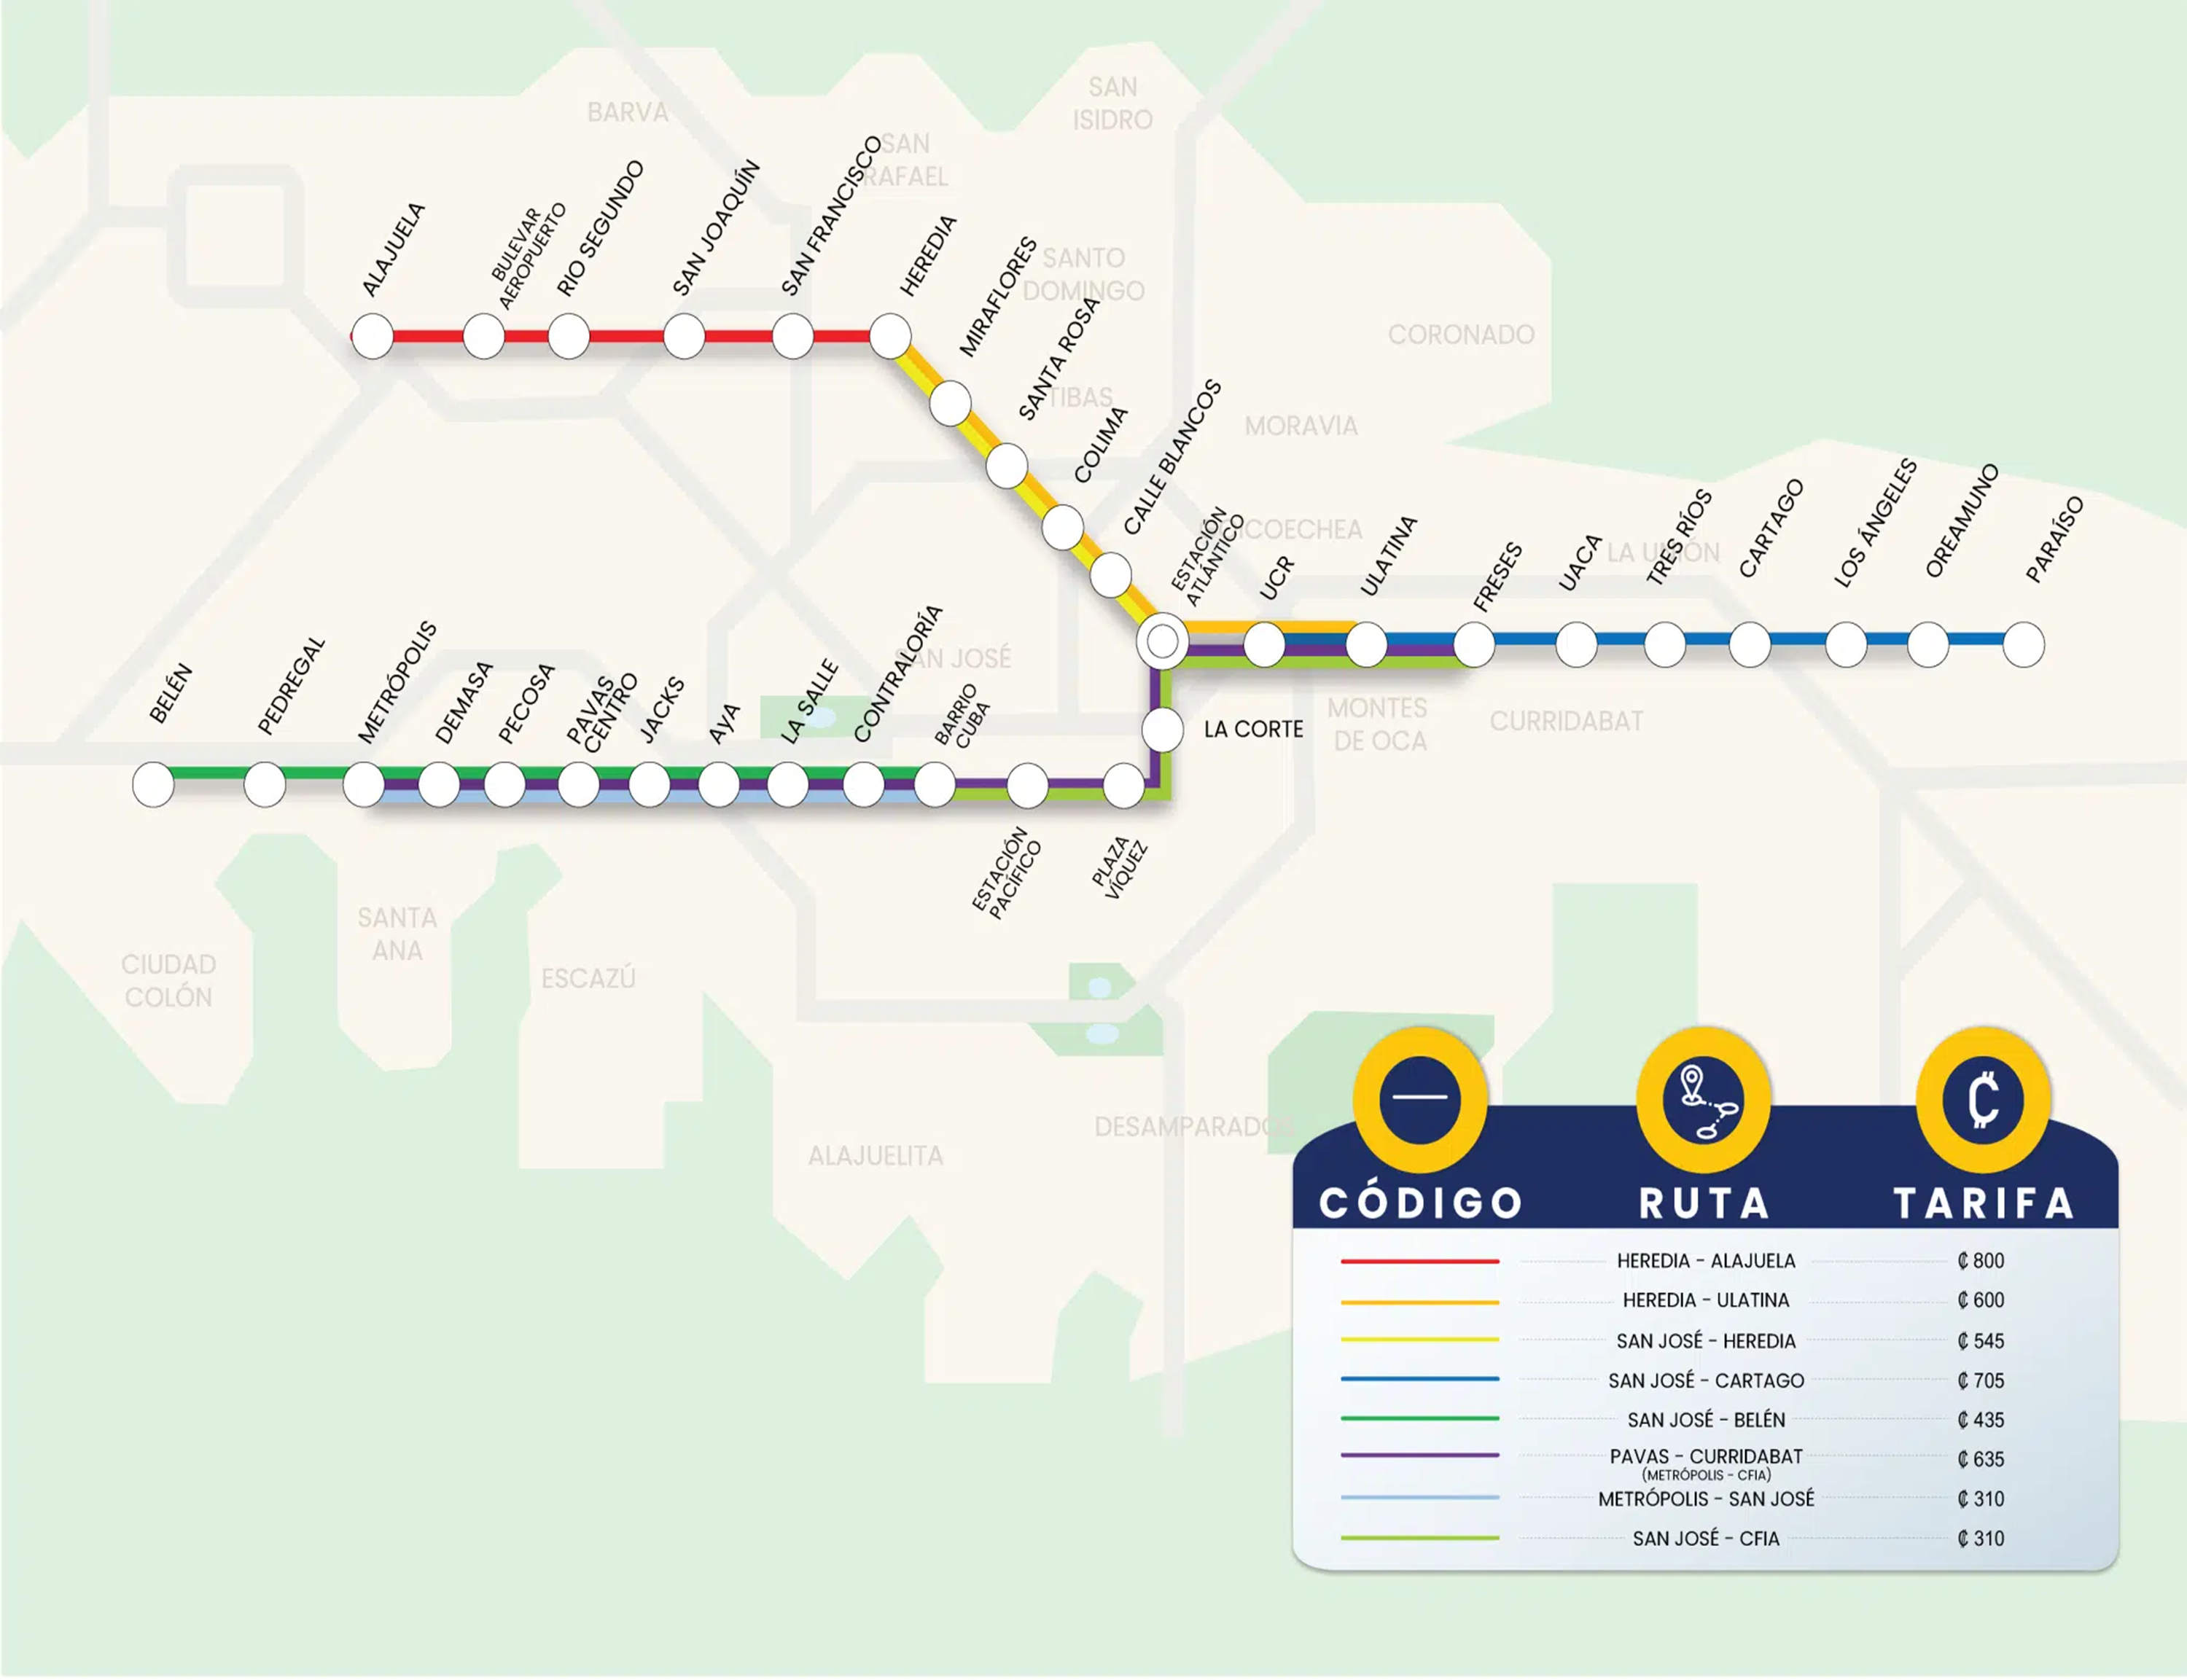 BARVA
SAN
ISIDRO
SAN
RAFAEL
SANTO
DOMINGO
CORONADO
TIBAS
MORAVIA
ICOECHEA
LA UNIÓN
SAN JOSÉ
MONTES
DE OCA
CURRIDABAT
SANTA
ANA
CIUDAD
COLÓN
ESCAZÚ
ALAJUELITA
DESAMPARADOS
ALAJUELA
BULEVAR
AEROPUERTO
RIO SEGUNDO
SAN JOAQUÍN
SAN FRANCISCO
HEREDIA
MIRAFLORES
SANTA ROSA
COLIMA
CALLE BLANCOS
ESTACIÓN
ATLÁNTICO
UCR
ULATINA
FRESES
UACA
TRES RÍOS
CARTAGO
LOS ÁNGELES
OREAMUNO
PARAÍSO
BELÉN
PEDREGAL
METRÓPOLIS
DEMASA
PECOSA
PAVAS
CENTRO
JACKS
AyA
LA SALLE
CONTRALORÍA
BARRIO
CUBA
LA CORTE
ESTACIÓN
PACÍFICO
PLAZA
VÍQUEZ
₡
CÓDIGO RUTA TARIFA
HEREDIA - ALAJUELA ₡ 800
HEREDIA - ULATINA ₡ 600
SAN JOSÉ - HEREDIA ₡ 545
SAN JOSÉ - CARTAGO ₡ 705
SAN JOSÉ - BELÉN ₡ 435
PAVAS - CURRIDABAT ₡ 635
(METRÓPOLIS - CFIA)
METRÓPOLIS - SAN JOSÉ ₡ 310
SAN JOSÉ - CFIA ₡ 310